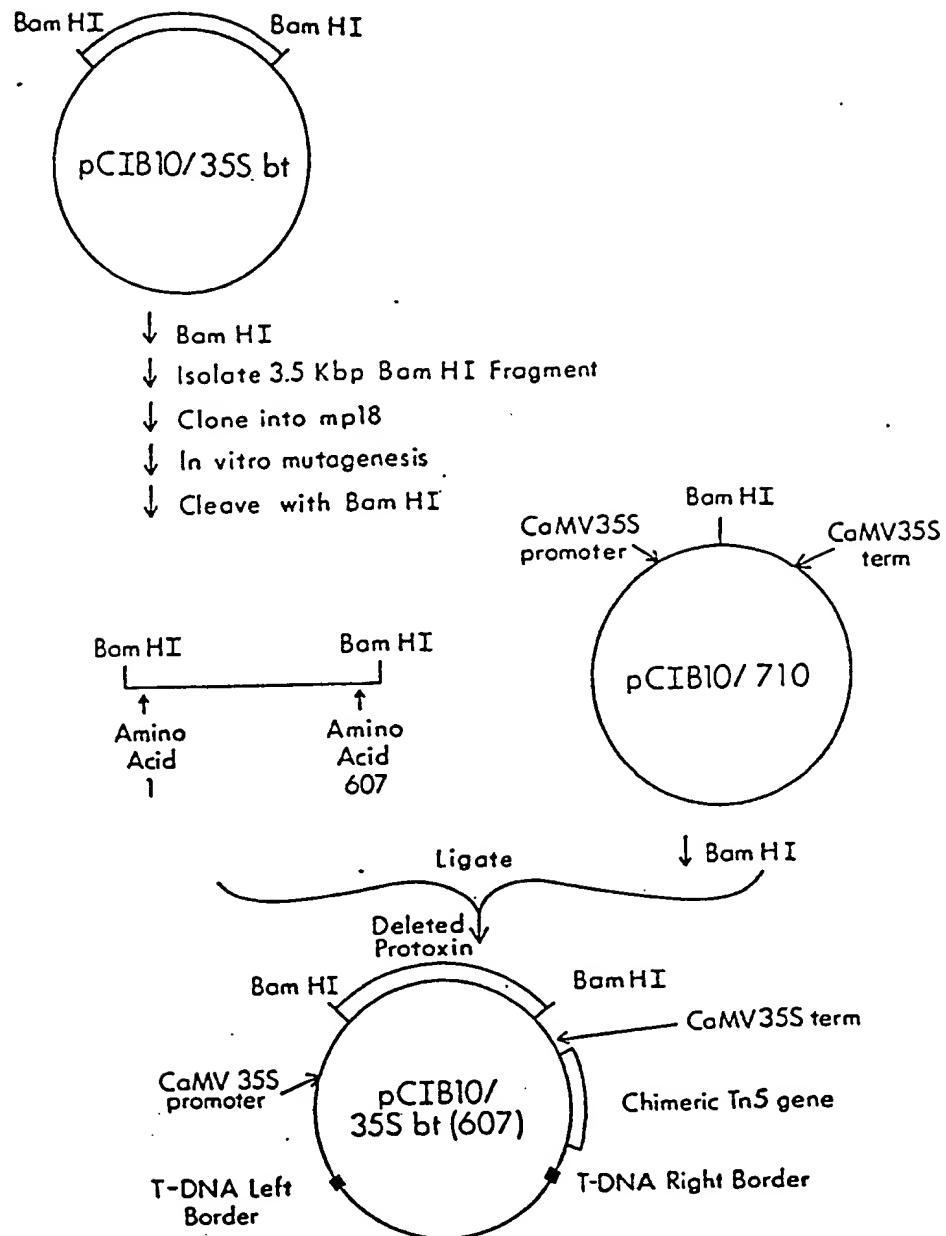 Bam HI
Bam HI
pCIB10/35S bt
↓ Bam HI
↓ Isolate 3.5 Kbp Bam HI Fragment
↓ Clone into mp18
↓ In vitro mutagenesis
↓ Cleave with Bam HI
Bam HI
CaMV35S
promoter
CaMV35S
term
pCIB10/710
Bam HI
Bam HI
Amino
Acid
1
Amino
Acid
607
↓ Bam HI
Ligate
Deleted
Protoxin
Bam HI
Bam HI
CaMV35S term
CaMV 35S
promoter
pCIB10/
35S bt (607)
Chimeric Tn5 gene
T-DNA Left
Border
T-DNA Right Border